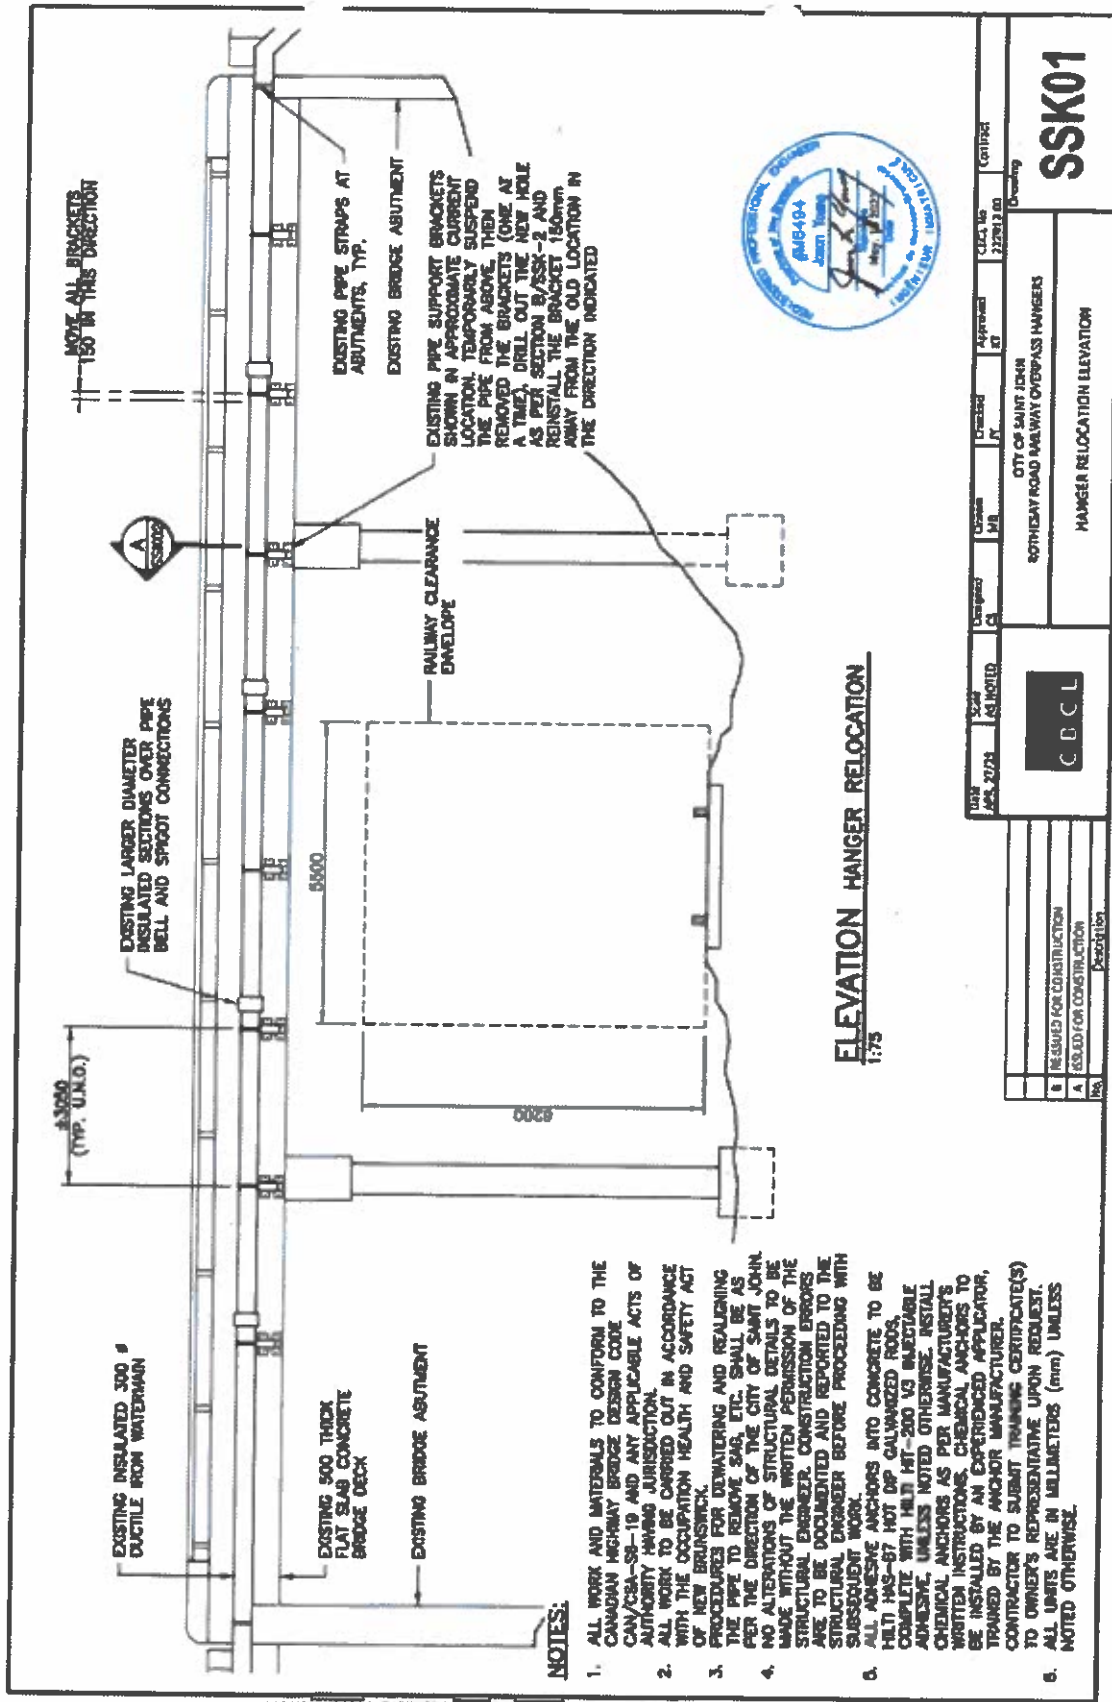 MOVE ALL BRACKETS
150 IN THIS DIRECTION
A
EXISTING LARGER DIAMETER
INSULATED SECTIONS OVER PIPE
BELL AND SPIGOT CONNECTIONS
±3050
(TYP. U.N.O.)
EXISTING INSULATED 300 ø
DUCTILE IRON WATERMAIN
EXISTING 500 THICK
FLAT SLAB CONCRETE
BRIDGE DECK
EXISTING BRIDGE ABUTMENT
5500
6200
RAILWAY CLEARANCE
ENVELOPE
EXISTING PIPE STRAPS AT
ABUTMENTS, TYP.
EXISTING BRIDGE ABUTMENT
EXISTING PIPE SUPPORT BRACKETS
SHOWN IN APPROXIMATE CURRENT
LOCATION. TEMPORARILY SUSPEND
THE PIPE FROM ABOVE, THEN
REMOVED THE BRACKETS (ONE AT
A TIME), DRILL OUT THE NEW HOLE
AS PER SECTION B/SSK-2 AND
REINSTALL THE BRACKET 150mm
AWAY FROM THE OLD LOCATION IN
THE DIRECTION INDICATED
NOTES:
1. ALL WORK AND MATERIALS TO CONFORM TO THE
CANADIAN HIGHWAY BRIDGE DESIGN CODE
CAN/CSA-S6-19 AND ANY APPLICABLE ACTS OF
AUTHORITY HAVING JURISDICTION.
2. ALL WORK TO BE CARRIED OUT IN ACCORDANCE
WITH THE OCCUPATION HEALTH AND SAFETY ACT
OF NEW BRUNSWICK.
3. PROCEDURES FOR DEWATERING AND REALIGNING
THE PIPE TO REMOVE SAG, ETC. SHALL BE AS
PER THE DIRECTION OF THE CITY OF SAINT JOHN.
4. NO ALTERATIONS OF STRUCTURAL DETAILS TO BE
MADE WITHOUT THE WRITTEN PERMISSION OF THE
STRUCTURAL ENGINEER. CONSTRUCTION ERRORS
ARE TO BE DOCUMENTED AND REPORTED TO THE
STRUCTURAL ENGINEER BEFORE PROCEEDING WITH
SUBSEQUENT WORK.
5. ALL ADHESIVE ANCHORS INTO CONCRETE TO BE
HILTI HAS-B7 HOT DIP GALVANIZED RODS,
COMPLETE WITH HILTI HIT-200 V3 INJECTABLE
ADHESIVE, UNLESS NOTED OTHERWISE. INSTALL
CHEMICAL ANCHORS AS PER MANUFACTURER'S
WRITTEN INSTRUCTIONS. CHEMICAL ANCHORS TO
BE INSTALLED BY AN EXPERIENCED APPLICATOR,
TRAINED BY THE ANCHOR MANUFACTURER.
CONTRACTOR TO SUBMIT TRAINING CERTIFICATE(S)
TO OWNER'S REPRESENTATIVE UPON REQUEST.
6. ALL UNITS ARE IN MILLIMETERS (mm) UNLESS
NOTED OTHERWISE.
ELEVATION HANGER RELOCATION
1:75
REGISTERED PROFESSIONAL ENGINEER
M6494
Jason Young
B REISSUED FOR CONSTRUCTION
A ISSUED FOR CONSTRUCTION
No. Description
Date
Scale
AS NOTED
Designed
CS
Drawn
Checked
JY
Approved
CBCL No
Contract
CBCL
CITY OF SAINT JOHN
ROTHESAY ROAD RAILWAY OVERPASS HANGERS
HANGER RELOCATION ELEVATION
Drawing
SSK01